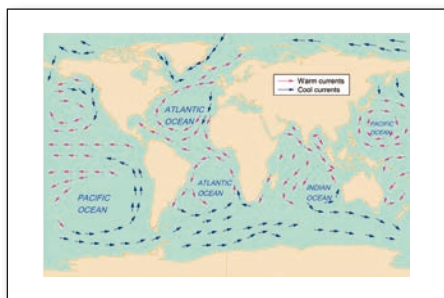 Warm currents
Cool currents
ATLANTIC
OCEAN
PACIFIC
OCEAN
ATLANTIC
OCEAN
INDIAN
OCEAN
PACIFIC
OCEAN